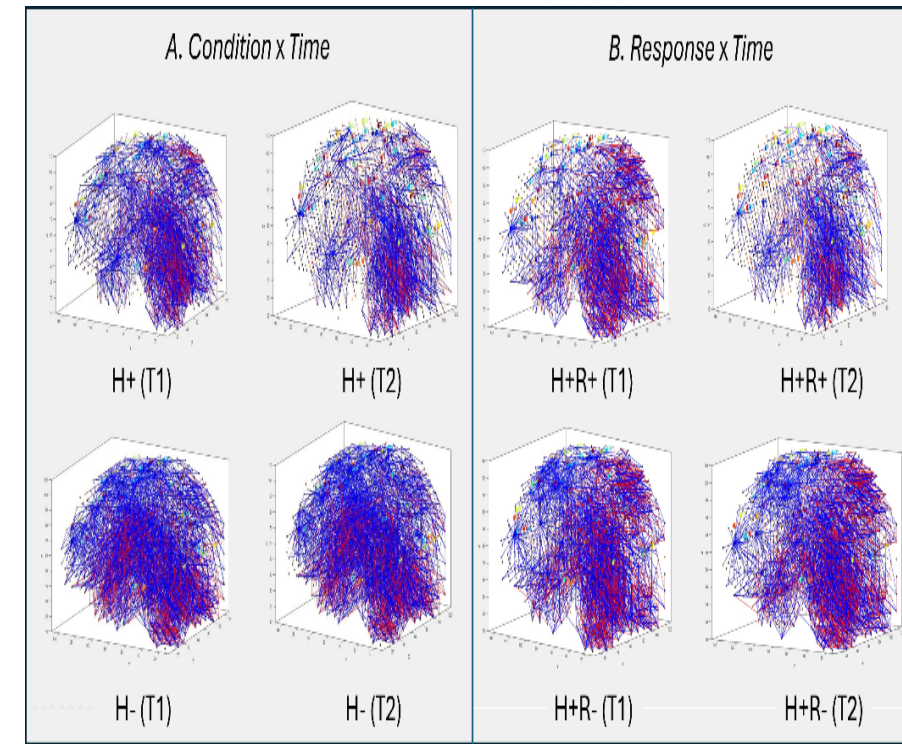 A. Condition x Time
B. Response x Time
H+ (T1)
H+ (T2)
H+R+ (T1)
H+R+ (T2)
H- (T1)
H- (T2)
H+R- (T1)
H+R- (T2)